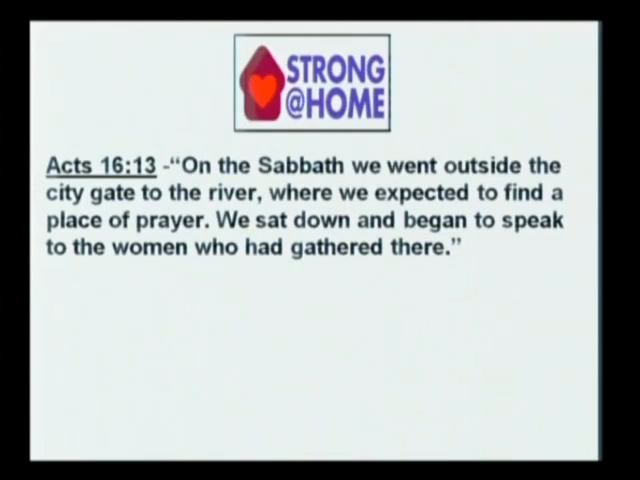 STRONG
@HOME
Acts 16:13 -“On the Sabbath we went outside the
city gate to the river, where we expected to find a
place of prayer. We sat down and began to speak
to the women who had gathered there.”